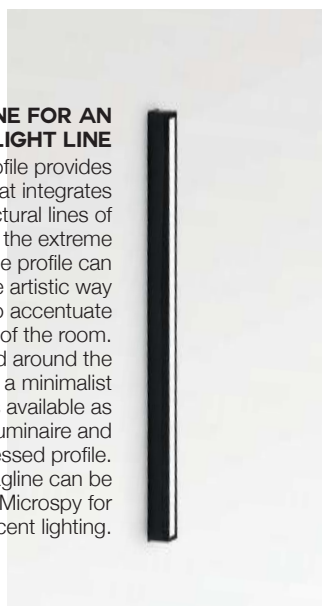 NE FOR AN
LIGHT LINE
ofile provides
at integrates
ctural lines of
the extreme
e profile can
e artistic way
o accentuate
of the room.
d around the
a minimalist
available as
uminaire and
essed profile.
agline can be
Microspy for
cent lighting.